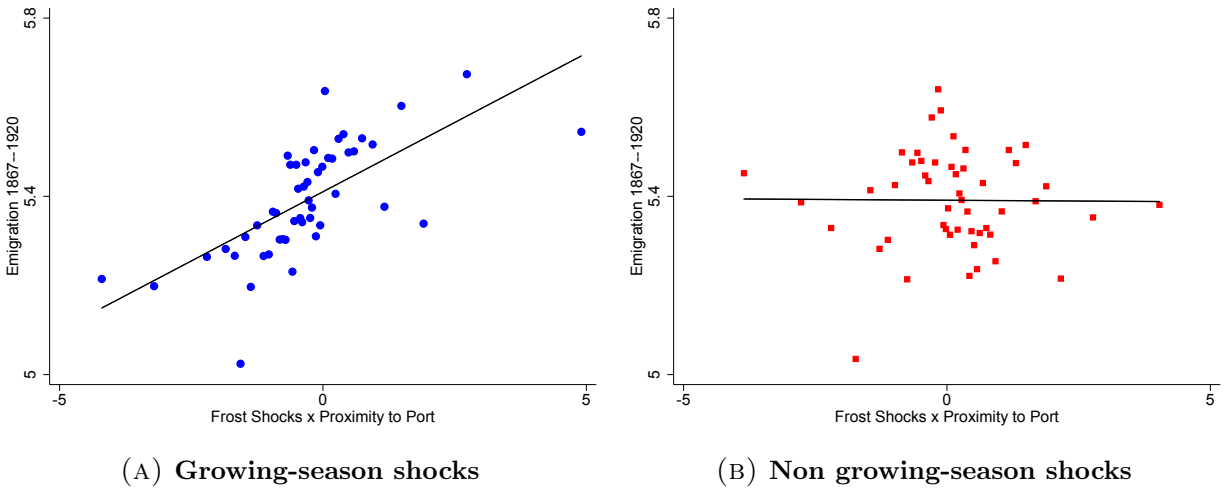 5.8
5.4
5
Emigration 1867--1920
-5
0
5
Frost Shocks x Proximity to Port
(A) Growing-season shocks
5.8
5.4
5
Emigration 1867--1920
-5
0
5
Frost Shocks x Proximity to Port
(B) Non growing-season shocks